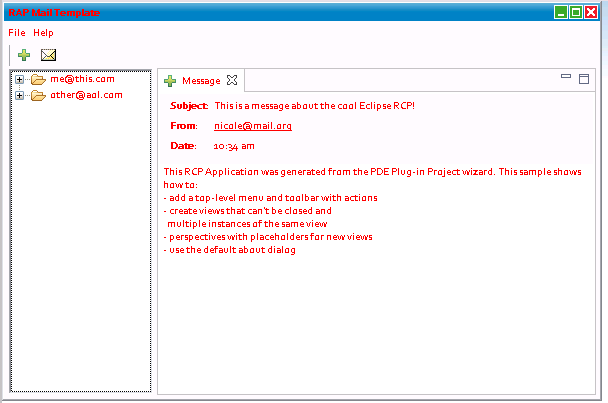 RAP Mail Template
File Help
me@this.com
other@aol.com
Message
Subject: This is a message about the cool Eclipse RCP!
From: nicole@mail.org
Date: 10:34 am
This RCP Application was generated from the PDE Plug-in Project wizard. This sample shows
how to:
- add a top-level menu and toolbar with actions
- create views that can't be closed and
multiple instances of the same view
- perspectives with placeholders for new views
- use the default about dialog